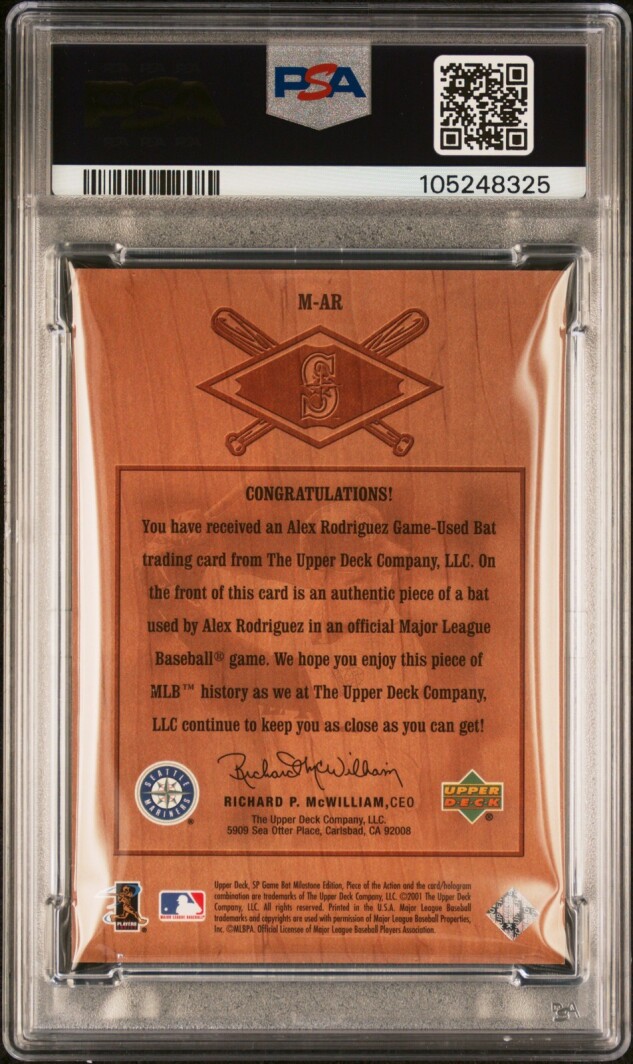 PSA
105248325
M-AR
S
CONGRATULATIONS!
You have received an Alex Rodriguez Game-Used Bat
trading card from The Upper Deck Company, LLC. On
the front of this card is an authentic piece of a bat
used by Alex Rodriguez in an official Major League
Baseball® game. We hope you enjoy this piece of
MLB™ history as we at The Upper Deck Company,
LLC continue to keep you as close as you can get!
Richard P. McWilliam
SEATTLE
MARINERS
RICHARD P. McWILLIAM, CEO
The Upper Deck Company, LLC.
5909 Sea Otter Place, Carlsbad, CA 92008
UPPER
DECK
Upper Deck, SP Game Bat Milestone Edition, Piece of the Action and the card/hologram
combination are trademarks of The Upper Deck Company, LLC. ©2001 The Upper Deck
Company, LLC. All rights reserved. Printed in the U.S.A. Major League Baseball
trademarks and copyrights are used with permission of Major League Baseball Properties,
Inc. ©MLBPA. Official Licensee of Major League Baseball Players Association.
PLAYERS
MAJOR LEAGUE BASEBALL
PSA